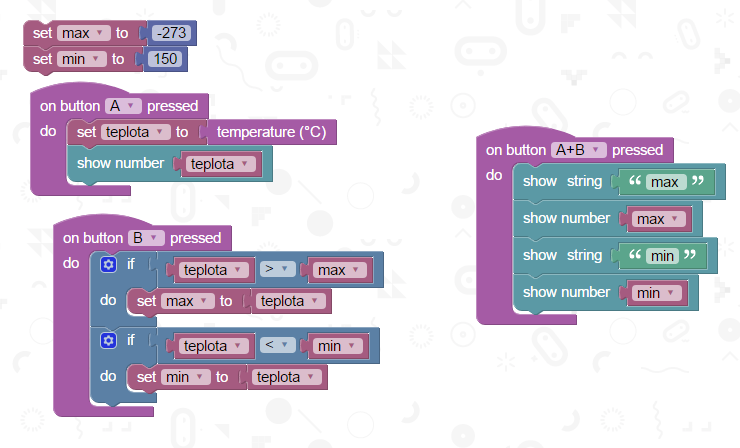 set max to -273
set min to 150
on button A pressed
do set teplota to temperature (°C)
show number teplota
on button B pressed
do if teplota > max
do set max to teplota
if teplota < min
do set min to teplota
on button A+B pressed
do show string “ max ”
show number max
show string “ min ”
show number min